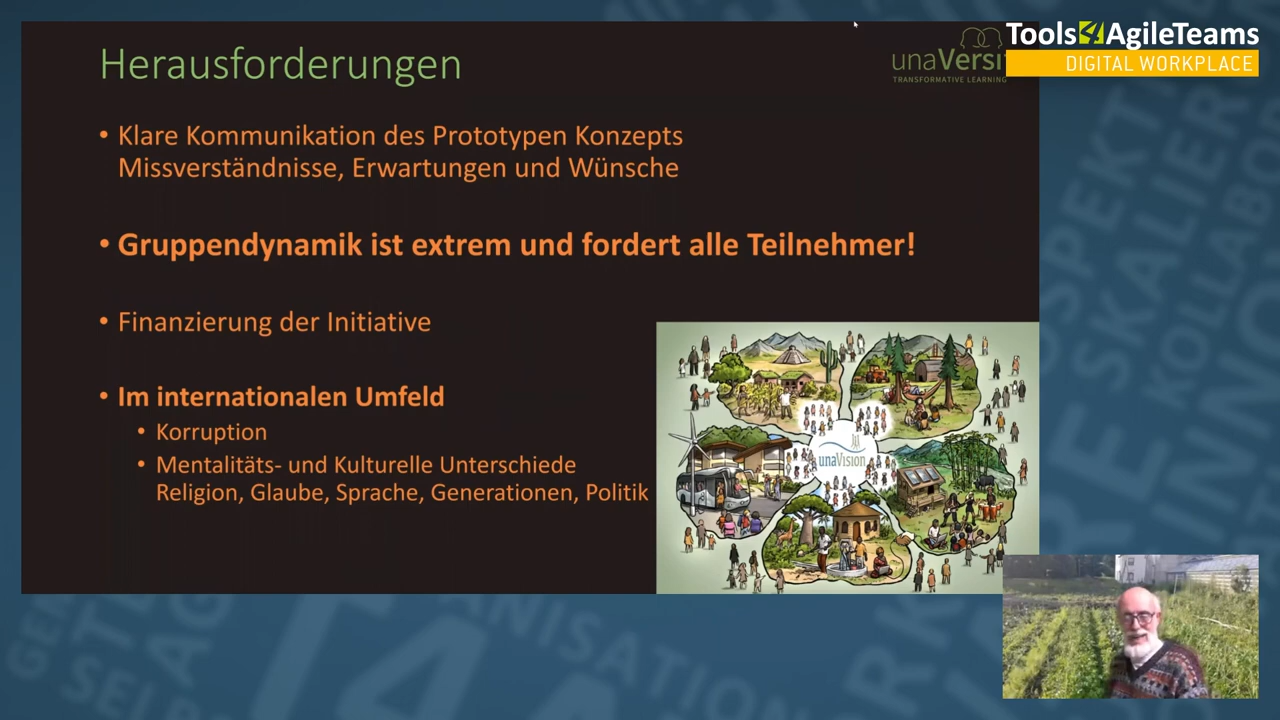 Herausforderungen
unaVersi
TRANSFORMATIVE LEARNING
Tools4AgileTeams
DIGITAL WORKPLACE
• Klare Kommunikation des Prototypen Konzepts
Missverständnisse, Erwartungen und Wünsche
• Gruppendynamik ist extrem und fordert alle Teilnehmer!
• Finanzierung der Initiative
• Im internationalen Umfeld
• Korruption
• Mentalitäts- und Kulturelle Unterschiede
Religion, Glaube, Sprache, Generationen, Politik
unaVision